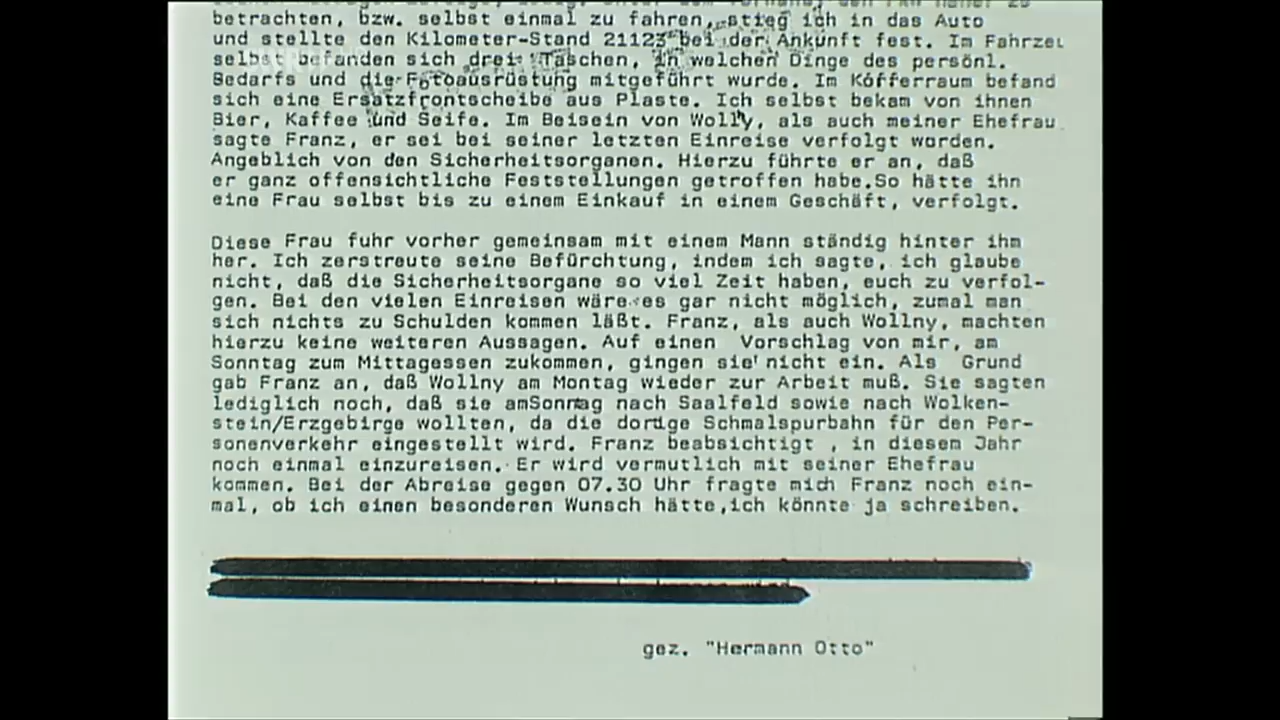 betrachten, bzw. selbst einmal zu fahren, stieg ich in das Auto
und stellte den Kilometer-Stand 21123 bei der Ankunft fest. Im Fahrzeu
selbst befanden sich drei Taschen, in welchen Dinge des persönl.
Bedarfs und die Fotoausrüstung mitgeführt wurde. Im Kofferraum befand
sich eine Ersatzfrontscheibe aus Plaste. Ich selbst bekam von ihnen
Bier, Kaffee und Seife. Im Beisein von Wolly, als auch meiner Ehefrau
sagte Franz, er sei bei seiner letzten Einreise verfolgt worden.
Angeblich von den Sicherheitsorganen. Hierzu führte er an, daß
er ganz offensichtliche Feststellungen getroffen habe.So hätte ihn
eine Frau selbst bis zu einem Einkauf in einem Geschäft, verfolgt.
Diese Frau fuhr vorher gemeinsam mit einem Mann ständig hinter ihm
her. Ich zerstreute seine Befürchtung, indem ich sagte, ich glaube
nicht, daß die Sicherheitsorgane so viel Zeit haben, euch zu verfol-
gen. Bei den vielen Einreisen wäre es gar nicht möglich, zumal man
sich nichts zu Schulden kommen läßt. Franz, als auch Wollny, machten
hierzu keine weiteren Aussagen. Auf einen Vorschlag von mir, am
Sonntag zum Mittagessen zukommen, gingen sie nicht ein. Als Grund
gab Franz an, daß Wollny am Montag wieder zur Arbeit muß. Sie sagten
lediglich noch, daß sie amSonntag nach Saalfeld sowie nach Wolken-
stein/Erzgebirge wollten, da die dortige Schmalspurbahn für den Per-
sonenverkehr eingestellt wird. Franz beabsichtigt , in diesem Jahr
noch einmal einzureisen. Er wird vermutlich mit seiner Ehefrau
kommen. Bei der Abreise gegen 07.30 Uhr fragte mich Franz noch ein-
mal, ob ich einen besonderen Wunsch hätte,ich könnte ja schreiben.
gez. "Hermann Otto"